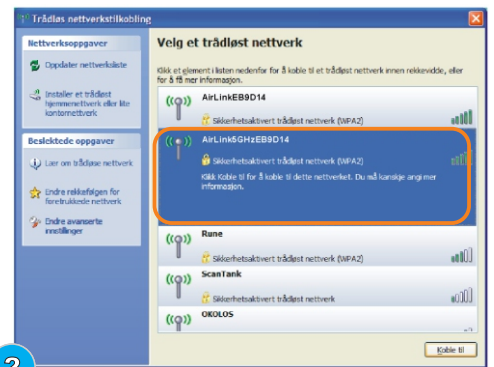 Trådløs nettverkstilkobling
Nettverksoppgaver
Oppdater nettverksliste
Installer et trådløst
hjemmenettverk eller lite
kontornettverk
Beslektede oppgaver
Lær om trådløse nettverk
Endre rekkefølgen for
foretrukkede nettverk
Endre avanserte
innstillinger
Velg et trådløst nettverk
Klikk et element i listen nedenfor for å koble til et trådløst nettverk innen rekkevidde, eller
for å få mer informasjon.
AirLinkEB9D14
Sikkerhetsaktivert trådløst nettverk (WPA2)
AirLink5GHzEB9D14
Sikkerhetsaktivert trådløst nettverk (WPA2)
Klikk Koble til for å koble til dette nettverket. Du må kanskje angi mer
informasjon.
Rune
Sikkerhetsaktivert trådløst nettverk (WPA2)
ScanTank
Sikkerhetsaktivert trådløst nettverk
OKOLOS
Koble til
2